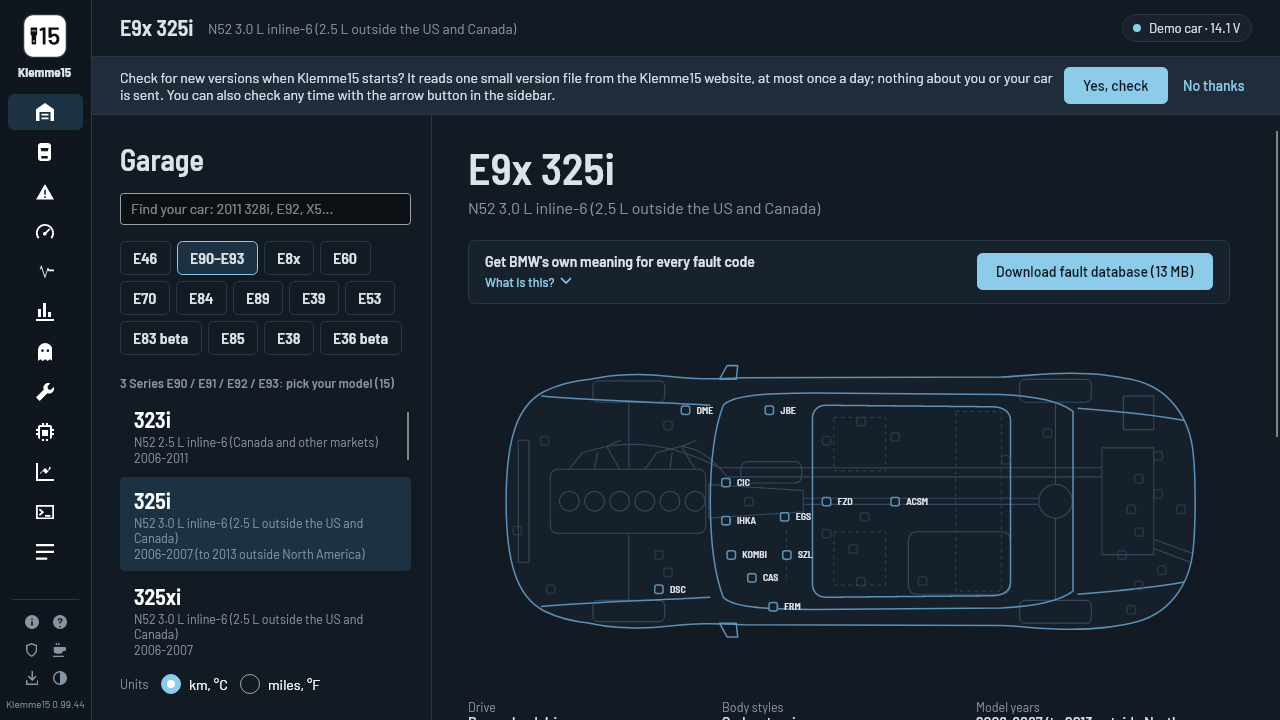 I15
Klemme15
E9x 325i
N52 3.0 L inline-6 (2.5 L outside the US and Canada)
Demo car · 14.1 V
Check for new versions when Klemme15 starts? It reads one small version file from the Klemme15 website, at most once a day; nothing about you or your car
is sent. You can also check any time with the arrow button in the sidebar.
Yes, check
No thanks
Garage
Find your car: 2011 328i, E92, X5...
E46
E90–E93
E8x
E60
E70
E84
E89
E39
E53
E83 beta
E85
E38
E36 beta
3 Series E90 / E91 / E92 / E93: pick your model (15)
323i
N52 2.5 L inline-6 (Canada and other markets)
2006-2011
325i
N52 3.0 L inline-6 (2.5 L outside the US and
Canada)
2006-2007 (to 2013 outside North America)
325xi
N52 3.0 L inline-6 (2.5 L outside the US and
Canada)
2006-2007
Units
km, °C
miles, °F
Klemme15 0.99.44
E9x 325i
N52 3.0 L inline-6 (2.5 L outside the US and Canada)
Get BMW's own meaning for every fault code
What is this?
Download fault database (13 MB)
DME
JBE
CIC
FZD
ACSM
IHKA
EGS
KOMBI
SZL
CAS
DSC
FRM
Drive
Body styles
Model years